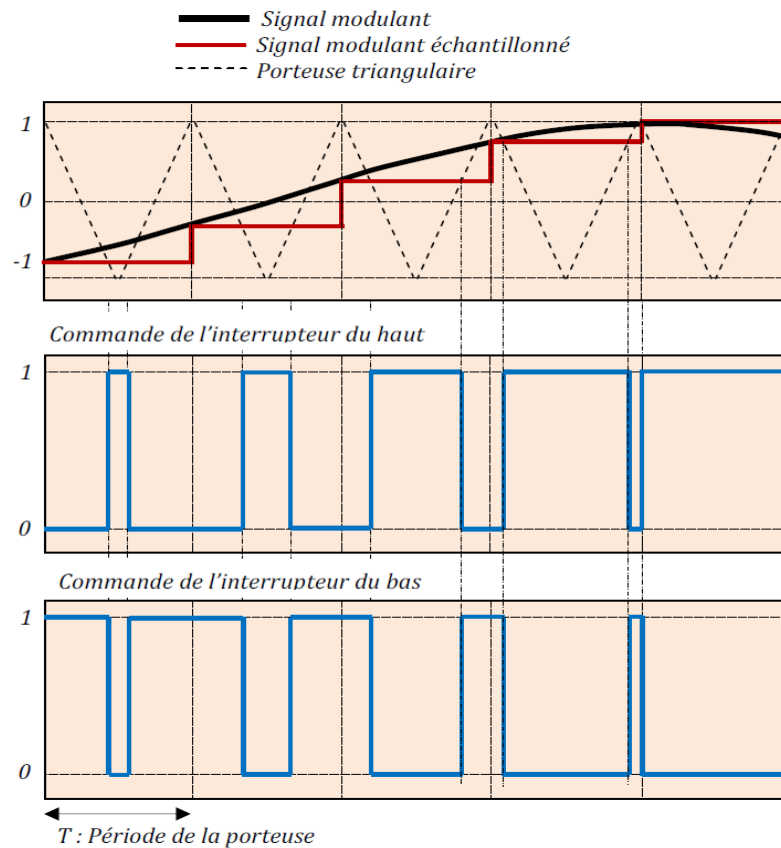 Signal modulant
Signal modulant échantillonné
Porteuse triangulaire
1
0
-1
Commande de l'interrupteur du haut
1
0
Commande de l'interrupteur du bas
1
0
T : Période de la porteuse